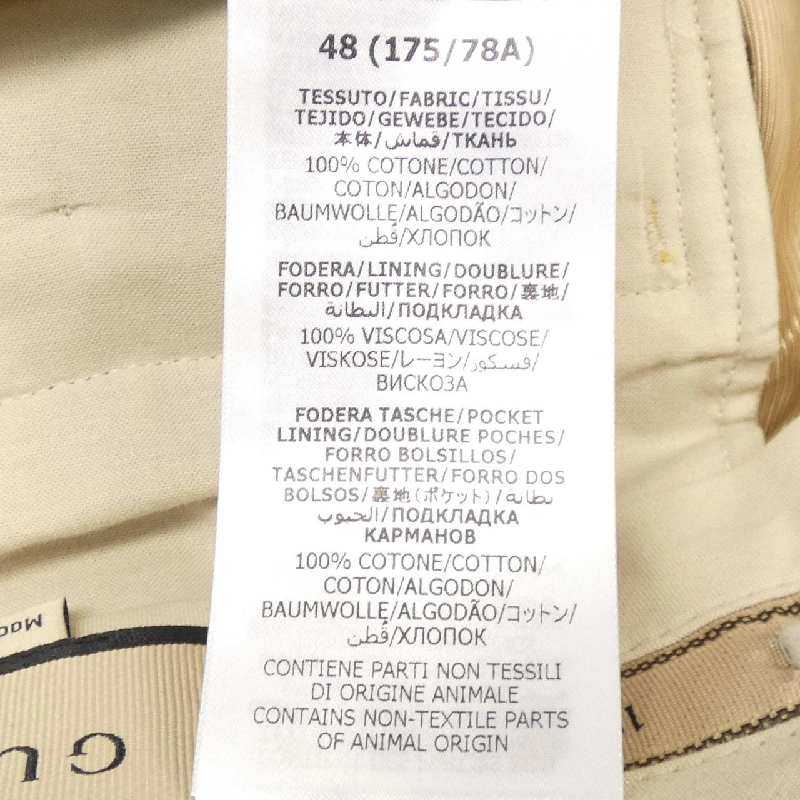 48 (175/78A)
TESSUTO/FABRIC/TISSU/
TEJIDO/GEWEBE/TECIDO/
本体/قماش/ТКАНЬ
100% COTONE/COTTON/
COTON/ALGODON/
BAUMWOLLE/ALGODÃO/コットン/
قطن/ХЛОПОК
FODERA/LINING/DOUBLURE/
FORRO/FUTTER/FORRO/裏地/
البطانة/ПОДКЛАДКА
100% VISCOSA/VISCOSE/
VISKOSE/レーヨン/فسكوز/
ВИСКОЗА
FODERA TASCHE/POCKET
LINING/DOUBLURE POCHES/
FORRO BOLSILLOS/
TASCHENFUTTER/FORRO DOS
BOLSOS/裏地(ポケット)/بطانة
الجيوب/ПОДКЛАДКА
КАРМАНОВ
100% COTONE/COTTON/
COTON/ALGODON/
BAUMWOLLE/ALGODÃO/コットン/
قطن/ХЛОПОК
CONTIENE PARTI NON TESSILI
DI ORIGINE ANIMALE
CONTAINS NON-TEXTILE PARTS
OF ANIMAL ORIGIN